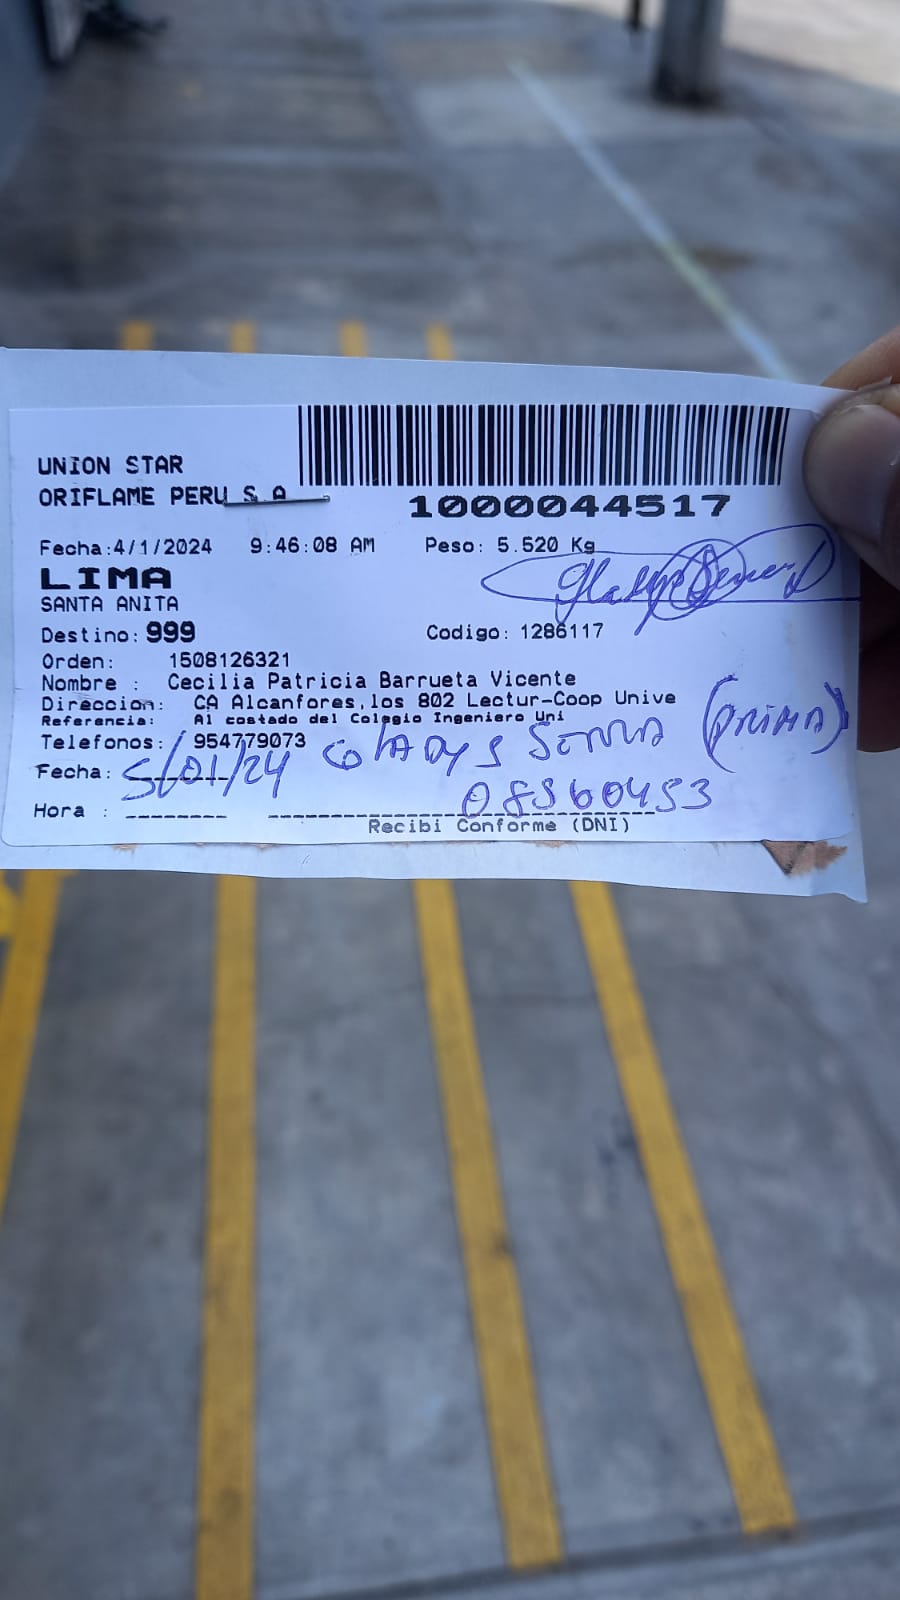 UNION STAR
ORIFLAME PERU S.A
1000044517
Fecha:4/1/2024 9:46:08 AM Peso: 5.520 Kg
LIMA
SANTA ANITA
Destino: 999 Codigo: 1286117
Orden: 1508126321
Nombre : Cecilia Patricia Barrueta Vicente
Direccion: CA Alcanfores,los 802 Lectur-Coop Unive
Referencia: Al costado del Colegio Ingeniero Uni
Telefonos: 954779073 GLADYS SERNA (PRIMA)
Fecha: 5/01/24
08860453
Hora :
Recibi Conforme (DNI)